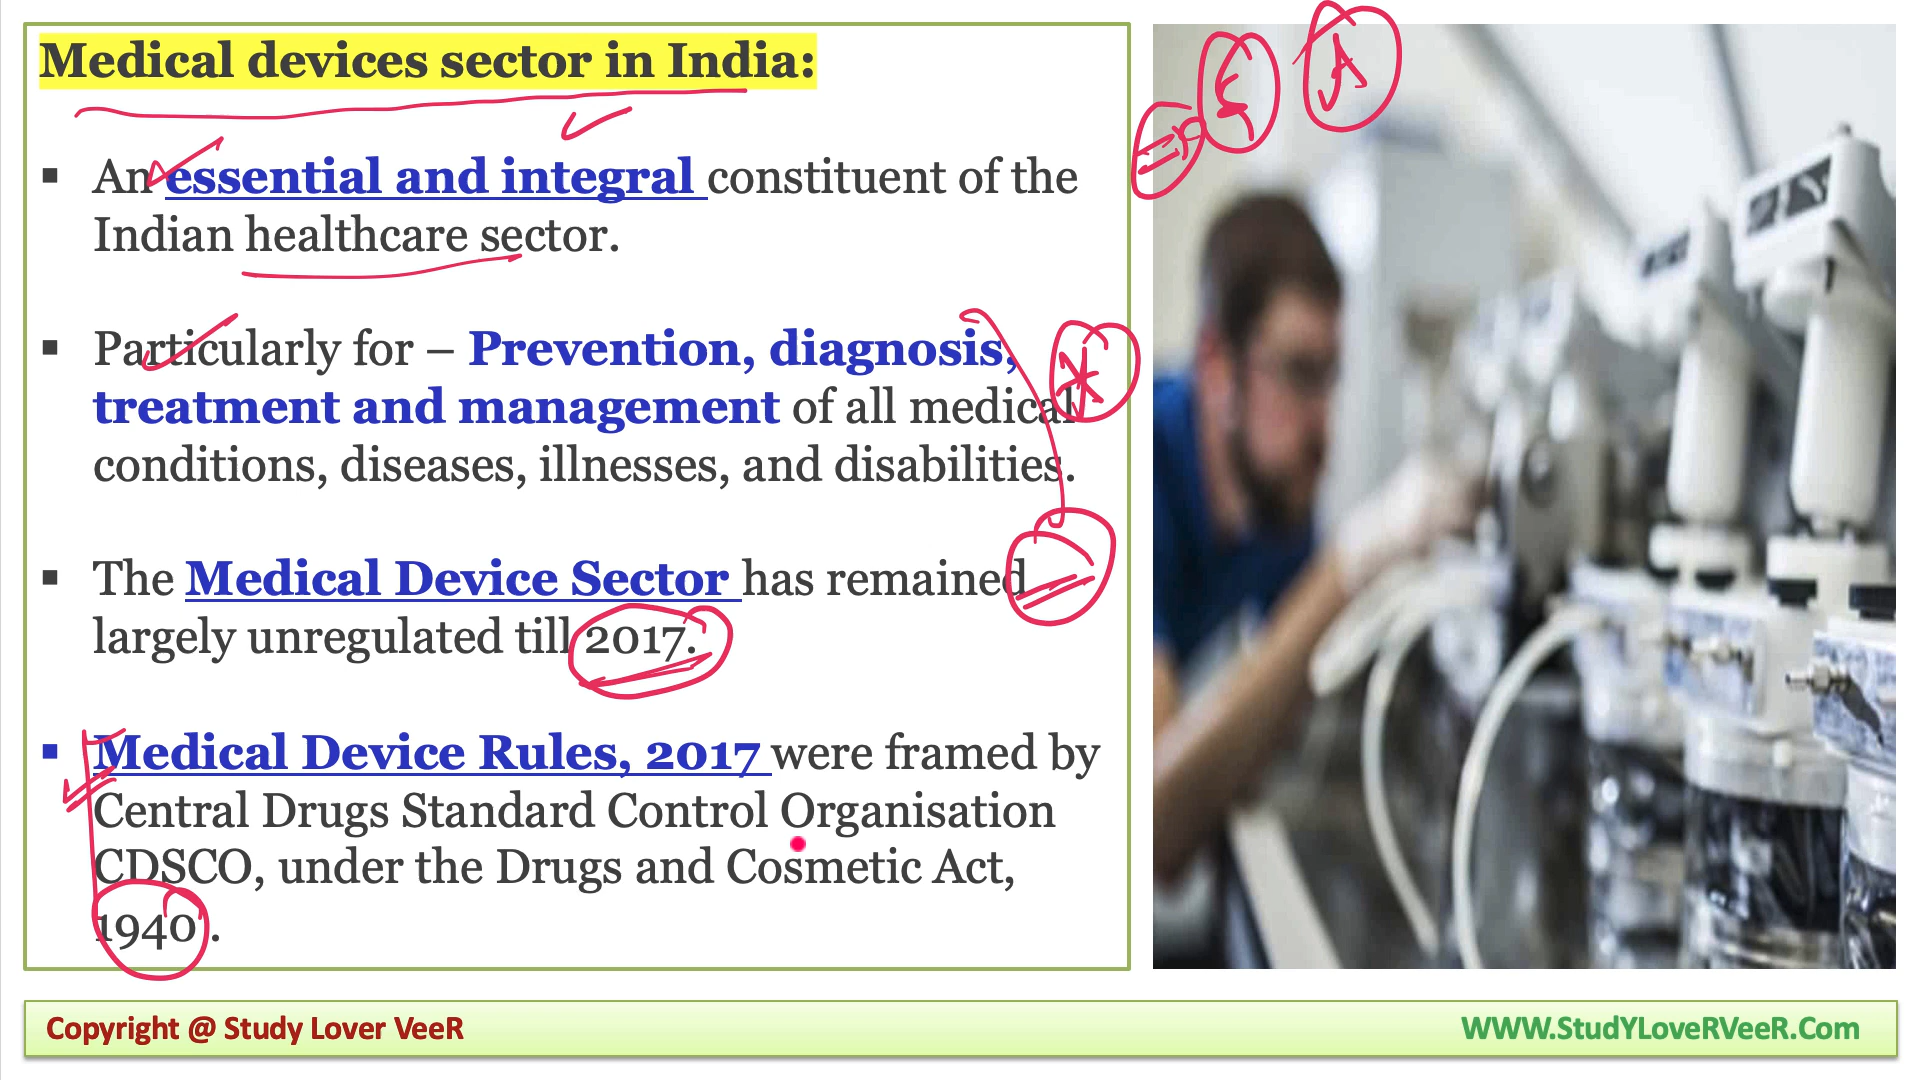 Medical devices sector in India:
▪ An essential and integral constituent of the
Indian healthcare sector.
▪ Particularly for – Prevention, diagnosis,
treatment and management of all medical
conditions, diseases, illnesses, and disabilities.
▪ The Medical Device Sector has remained
largely unregulated till 2017.
▪ Medical Device Rules, 2017 were framed by
Central Drugs Standard Control Organisation
CDSCO, under the Drugs and Cosmetic Act,
1940 .
Copyright @ Study Lover VeeR
WWW.StudYLoveRVeeR.Com